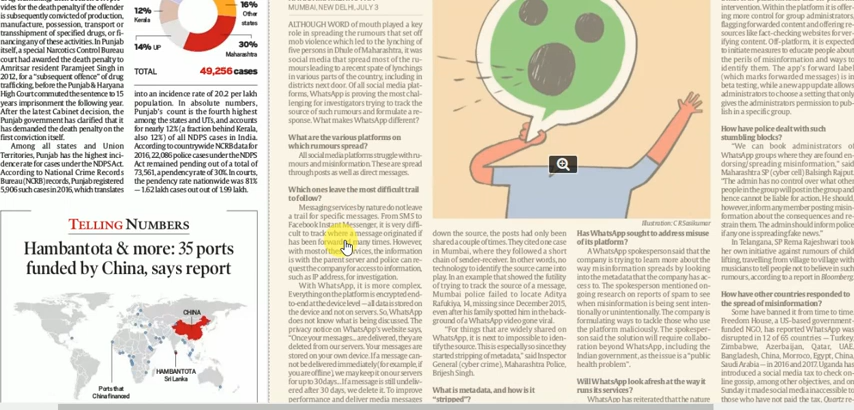 vides for the death penalty if the offender
is subsequently convicted of production,
manufacture, possession, transport or
transhipment of specified drugs, or fi-
nancing any of these activities. In Punjab
itself, a special Narcotics Control Bureau
court had awarded the death penalty to
Amritsar resident Paramjeet Singh in
2012, for a "subsequent offence" of drug
trafficking, before the Punjab & Haryana
High Court commuted the sentence to 15
years imprisonment the following year.
After the latest Cabinet decision, the
Punjab government has clarified that it
has demanded the death penalty on the
first conviction itself.
Among all states and Union
Territories, Punjab has the highest inci-
dence rate for cases under the NDPS Act.
According to National Crime Records
Bureau (NCRB) records, Punjab registered
5,906 such cases in 2016, which translates
12%
Kerala
16%
Other
states
14% UP
30%
Maharashtra
TOTAL 49,256 cases
into an incidence rate of 20.2 per lakh
population. In absolute numbers,
Punjab's count is the fourth highest
among the states and UTs, and accounts
for nearly 12% (a fraction behind Kerala,
also 12%) of all NDPS cases in India.
According to countrywide NCRB data for
2016, 22,086 police cases under the NDPS
Act remained pending out of a total of
73,561, a pendency rate of 30%. In courts,
the pendency rate nationwide was 81%
— 1.62 lakh cases out out of 1.99 lakh.
TELLING NUMBERS
Hambantota & more: 35 ports
funded by China, says report
CHINA
HAMBANTOTA
Sri Lanka
Ports that
China financed
MUMBAI, NEW DELHI, JULY 3
ALTHOUGH WORD of mouth played a key
role in spreading the rumours that set off
mob violence which led to the lynching of
five persons in Dhule of Maharashtra, it was
social media that spread most of the ru-
mours leading to a recent spate of lynchings
in various parts of the country, including in
districts next door. Of all social media plat-
forms, WhatsApp is proving the most chal-
lenging for investigators trying to track the
source of such rumours and formulate a re-
sponse. What makes WhatsApp different?
What are the various platforms on
which rumours spread?
All social media platforms struggle with ru-
mours and misinformation. These are spread
through posts as well as direct messages.
Which ones leave the most difficult trail
to follow?
Messaging services by nature do not leave
a trail for specific messages. From SMS to
Facebook Instant Messenger, it is very diffi-
cult to track where a message originated if
has been forwarded many times. However,
with most of these services, the information
is with the parent server and police can re-
quest the company for access to information,
such as IP address, for investigation.
With WhatsApp, it is more complex.
Everything on the platform is encrypted end-
to-end at the device level — all data is stored on
the device and not on servers. So, WhatsApp
does not know what is being discussed. The
privacy notice on WhatsApp's website says,
"Once your messages...are delivered, they are
deleted from our servers. Your messages are
stored on your own device. If a message can-
not be delivered immediately (for example, if
you are offline), we may keep it on our servers
for up to 30 days... If a message is still undeliv-
ered after 30 days, we delete it. To improve
performance and deliver media messages
Illustration: C R Sasikumar
down the source, the posts had only been
shared a couple of times. They cited one case
in Mumbai, where they followed a short
chain of sender-receivers. In other words, no
technology to identify the source came into
play. In an example that showed the futility
of trying to track the source of a message,
Mumbai police failed to locate Aditya
Rafukiya, 14, missing since December 2015,
even after his family spotted him in the back-
ground of a WhatsApp video gone viral.
"For things that are widely shared on
WhatsApp, it is next to impossible to iden-
tify the source. This is especially so since they
started stripping of metadata," said Inspector
General (cyber crime), Maharashtra Police,
Brijesh Singh.
What is metadata, and how is it
"stripped"?
Has WhatsApp sought to address misuse
of its platform?
A WhatsApp spokesperson said that the
company is trying to learn more about the
way misinformation spreads by looking
into the metadata that the company has ac-
cess to. The spokesperson mentioned on-
going research on reports of spam to see
when misinformation is being sent inten-
tionally or unintentionally. The company is
formulating ways to tackle those who use
the platform maliciously. The spokesper-
son said the solution will require collabo-
ration beyond WhatsApp, including the
Indian government, as the issue is a "public
health problem".
Will WhatsApp look afresh at the way it
runs its services?
WhatsApp has reiterated that the nature
intervention. Within the platform it is offer-
ing more control for group administrators,
flagging forwarded content and offering re-
sources like fact-checking websites for ver-
ifying content. Off-platform, it is expected
to initiate measures to educate people about
the perils of misinformation and ways to
identify them. The app's forward label
(which marks forwarded messages) is in
beta testing, while a new app update allows
administrators to choose a setting that only
gives the administrators permission to pub-
lish in a specific group.
How have police dealt with such
stumbling blocks?
"We can book administrators of
WhatsApp groups where they are found en-
dorsing/spreading misinformation," said
Maharashtra SP (cyber cell) Balsingh Rajput.
"The admin has no control over what other
people in the group will post in the group and
hence cannot be liable for action. He should,
however, inform any member posting misin-
formation about the consequences and re-
strain them. The admin should inform police
if any one is spreading fake news."
In Telangana, SP Rema Rajeshwari took
her own initiative against rumours of child
lifting, travelling from village to village with
musicians to tell people not to believe in such
rumours, according to a report in Bloomberg.
How have other countries responded to
the spread of misinformation?
Some have banned it from time to time.
Freedom House, a US-based government-
funded NGO, has reported WhatsApp was
disrupted in 12 of 65 countries — Turkey,
Zimbabwe, Azerbaijan, Qatar, UAE,
Bangladesh, China, Morocco, Egypt, China,
Saudi Arabia — in 2016 and 2017. Uganda has
introduced a social media tax to check on-
line gossip, among other objectives, and on
Sunday it made social media inaccessible to
those who have not paid the tax, Quartz re-